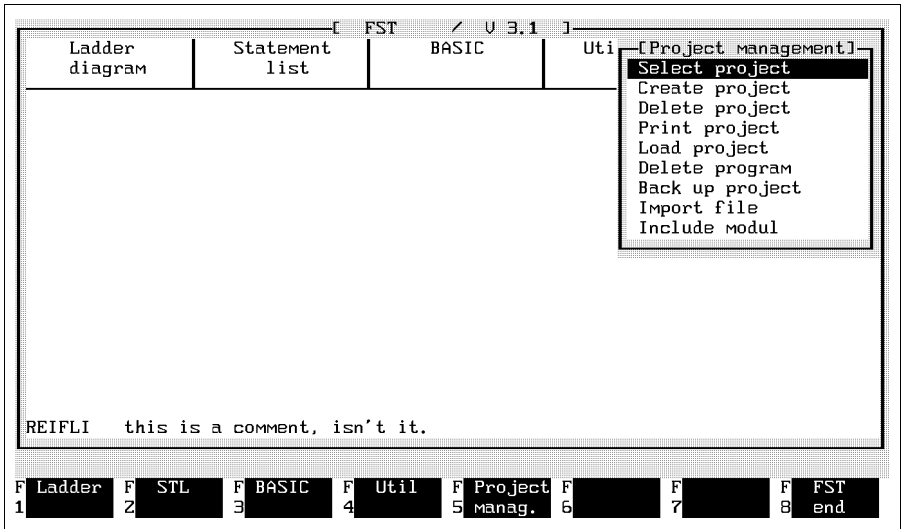 [ FST / V 3.1 ]
Ladder diagram
Statement list
BASIC
Uti
[Project management]
Select project
Create project
Delete project
Print project
Load project
Delete program
Back up project
Import file
Include modul
REIFLI this is a comment, isn't it.
F1 Ladder
F2 STL
F3 BASIC
F4 Util
F5 Project manag.
F6
F7
F8 FST end